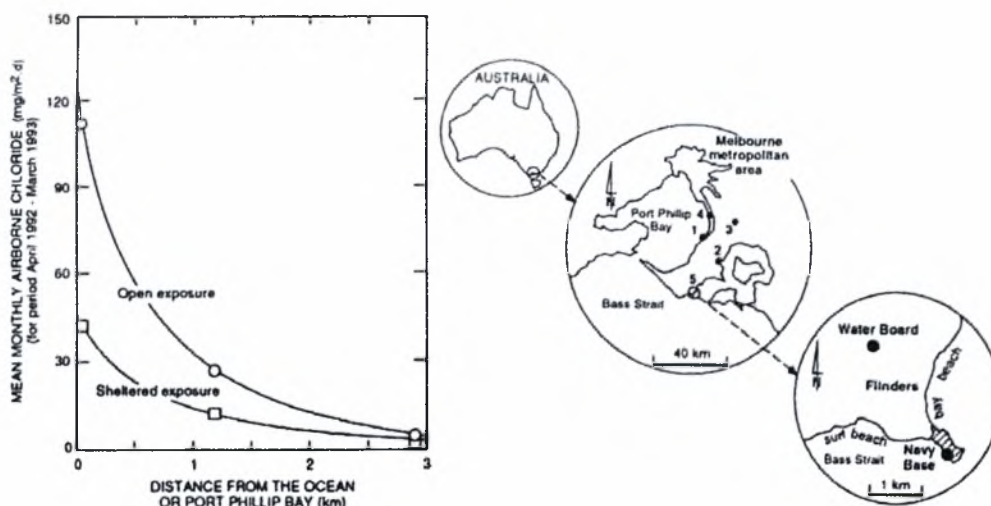 MEAN MONTHLY AIRBORNE CHLORIDE (mg/m².d)
(for period April 1992 - March 1993)
150
120
90
60
30
0
Open exposure
Sheltered exposure
0
1
2
3
DISTANCE FROM THE OCEAN
OR PORT PHILLIP BAY (km)
AUSTRALIA
Melbourne
metropolitan
area
N
Port Phillip
Bay
4
1
3
2
5
Bass Strait
40 km
Water Board
N
Flinders
bay beach
surf beach
Navy
Base
Bass Strait
1 km